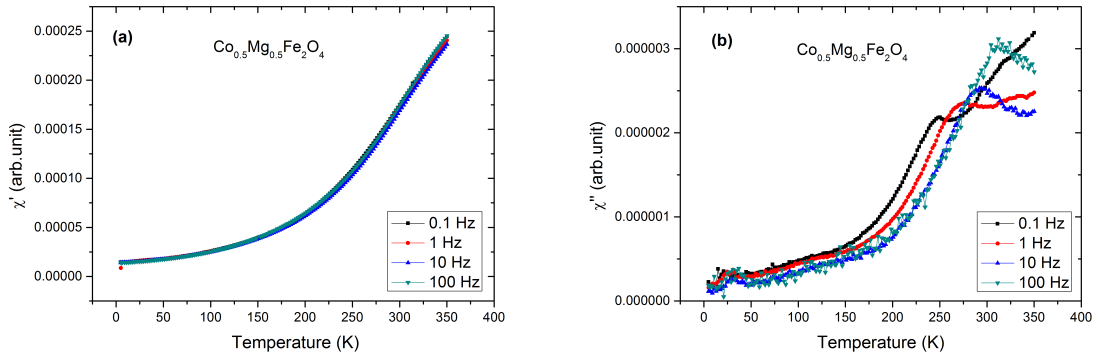 (a)
Co0.5Mg0.5Fe2O4
0.00025
0.00020
0.00015
0.00010
0.00005
0.00000
χ' (arb.unit)
0.1 Hz
1 Hz
10 Hz
100 Hz
0 50 100 150 200 250 300 350 400
Temperature (K)
(b)
Co0.5Mg0.5Fe2O4
0.000003
0.000002
0.000001
0.000000
χ" (arb.unit)
0.1 Hz
1 Hz
10 Hz
100 Hz
0 50 100 150 200 250 300 350 400
Temperature (K)